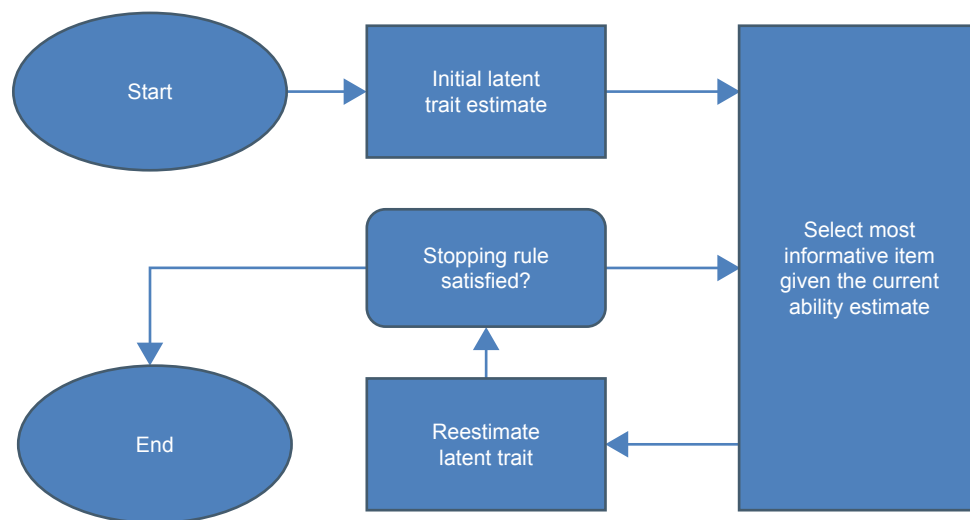 Start
Initial latent
trait estimate
Select most
informative item
given the current
ability estimate
Stopping rule
satisfied?
Reestimate
latent trait
End